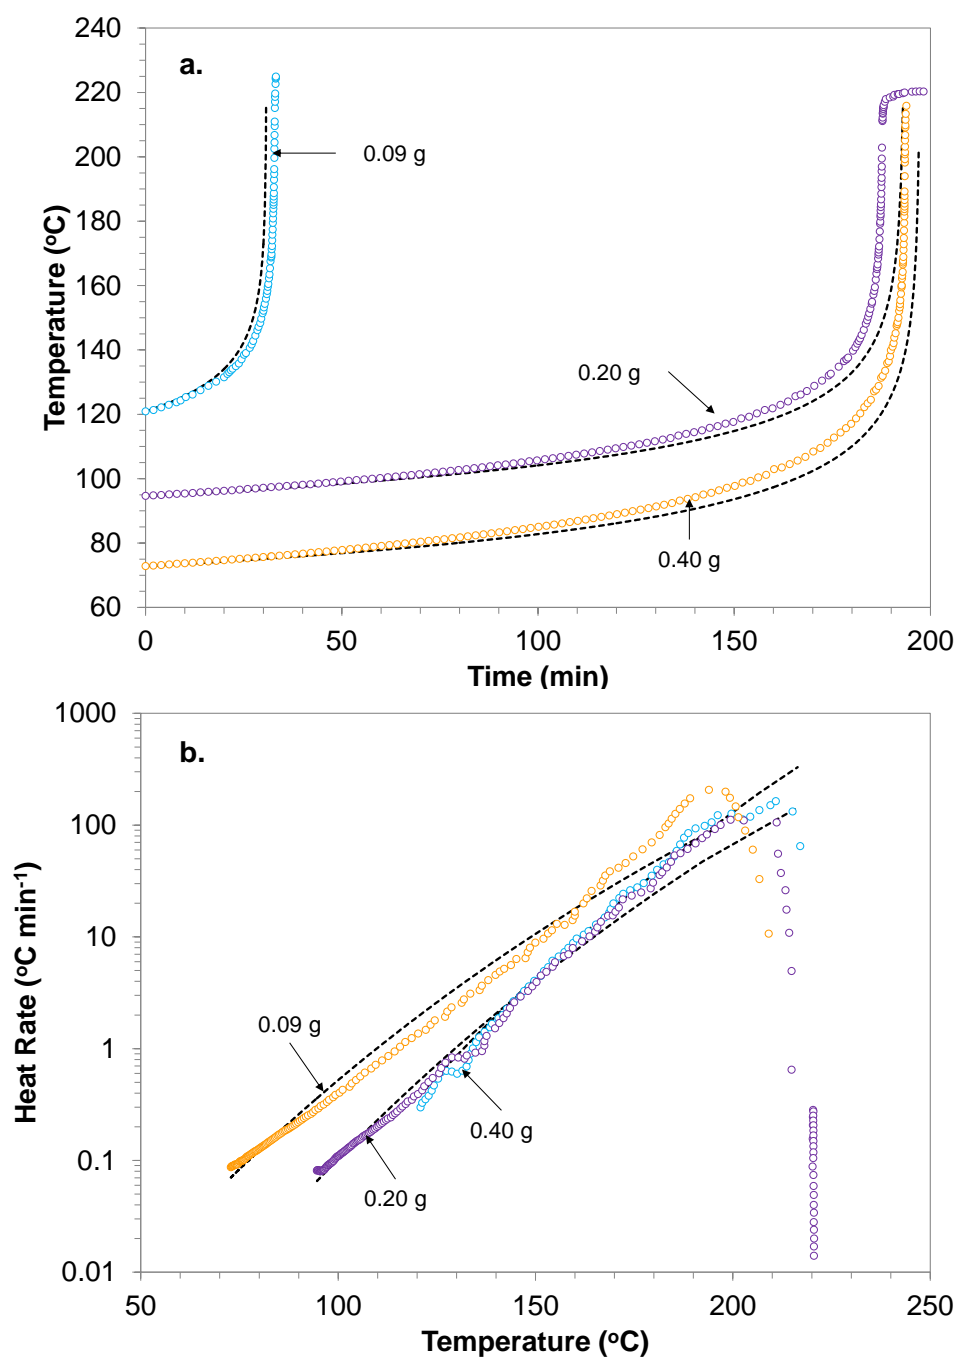 240
a.
220
200
0.09 g
180
Temperature (ºC)
160
140
0.20 g
120
100
80
0.40 g
60
0 50 100 150 200
Time (min)
1000
b.
100
Heat Rate (ºC min-1)
10
0.09 g
1
0.40 g
0.1
0.20 g
0.01
50 100 150 200 250
Temperature (ºC)